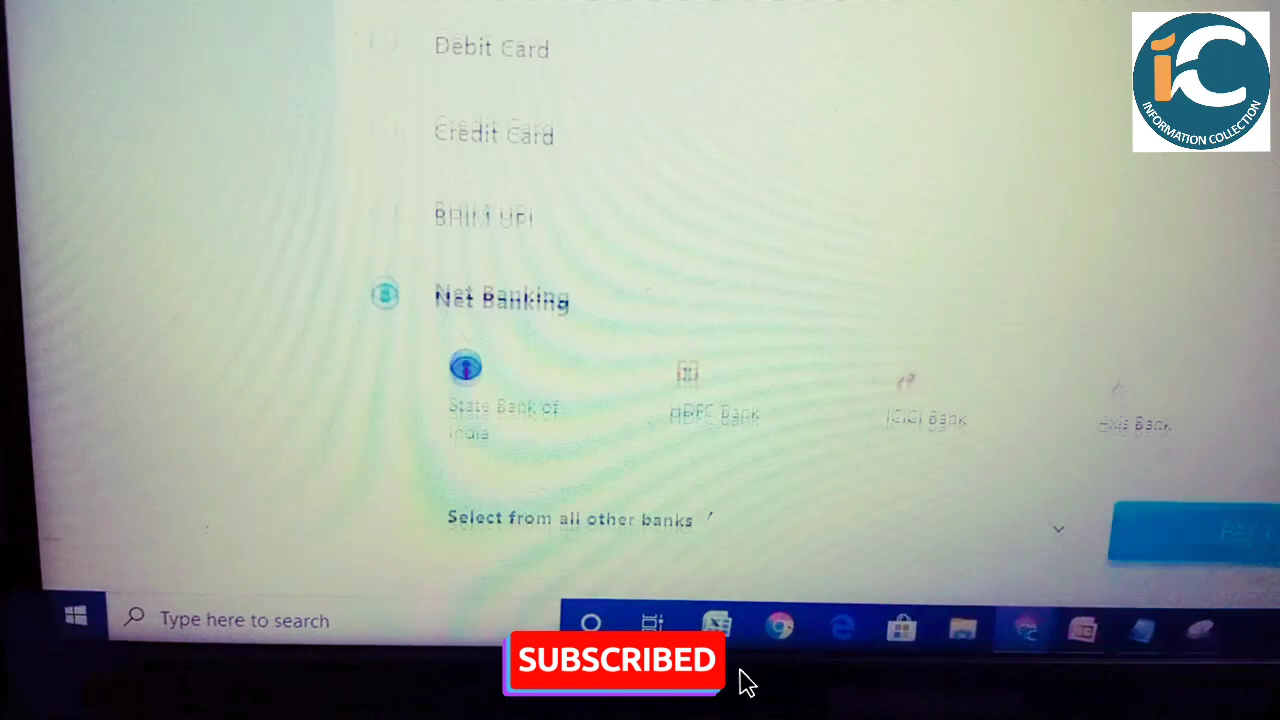 Debit Card
Credit Card
BHIM UPI
Net Banking
State Bank of
India
HDFC Bank
ICICI Bank
Axis Bank
Select from all other banks
Type here to search
SUBSCRIBED
iC
INFORMATION COLLECTION